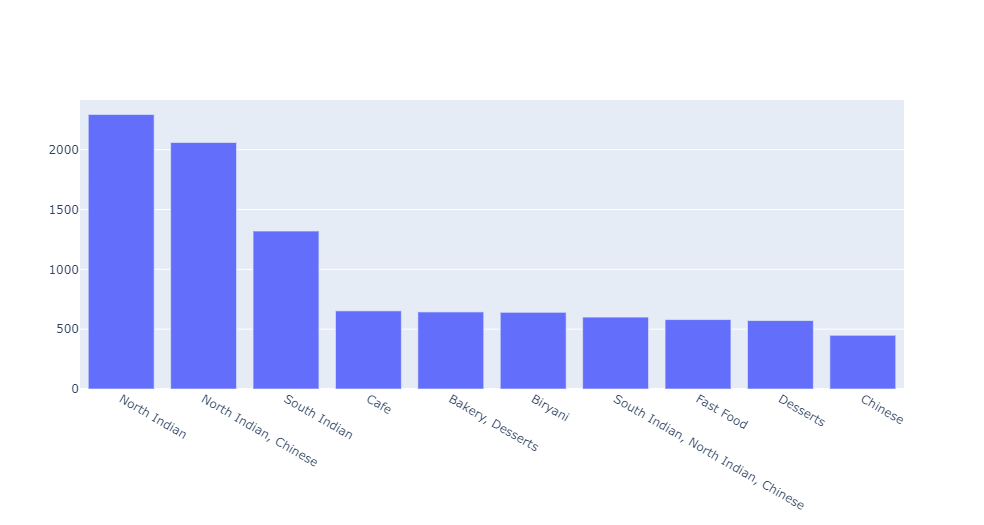 2000
1500
1000
500
0
North Indian
North Indian, Chinese
South Indian
Cafe
Bakery, Desserts
Biryani
South Indian, North Indian, Chinese
Fast Food
Desserts
Chinese